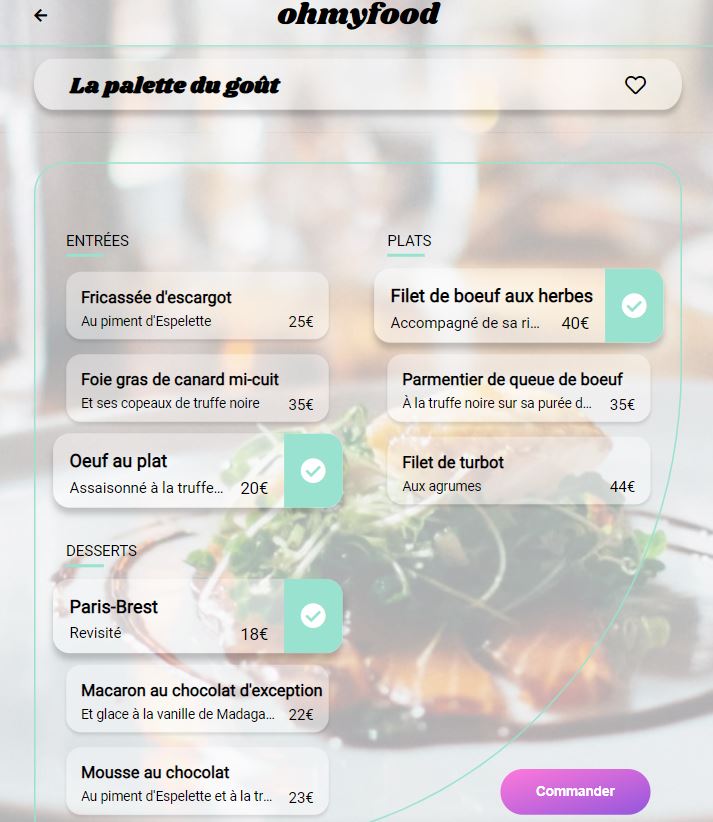 ohmyfood
La palette du goût
ENTRÉES
Fricassée d'escargot
Au piment d'Espelette 25€
Foie gras de canard mi-cuit
Et ses copeaux de truffe noire 35€
Oeuf au plat
Assaisonné à la truffe... 20€
PLATS
Filet de boeuf aux herbes
Accompagné de sa ri... 40€
Parmentier de queue de boeuf
À la truffe noire sur sa purée d... 35€
Filet de turbot
Aux agrumes 44€
DESSERTS
Paris-Brest
Revisité 18€
Macaron au chocolat d'exception
Et glace à la vanille de Madaga... 22€
Mousse au chocolat
Au piment d'Espelette et à la tr... 23€
Commander